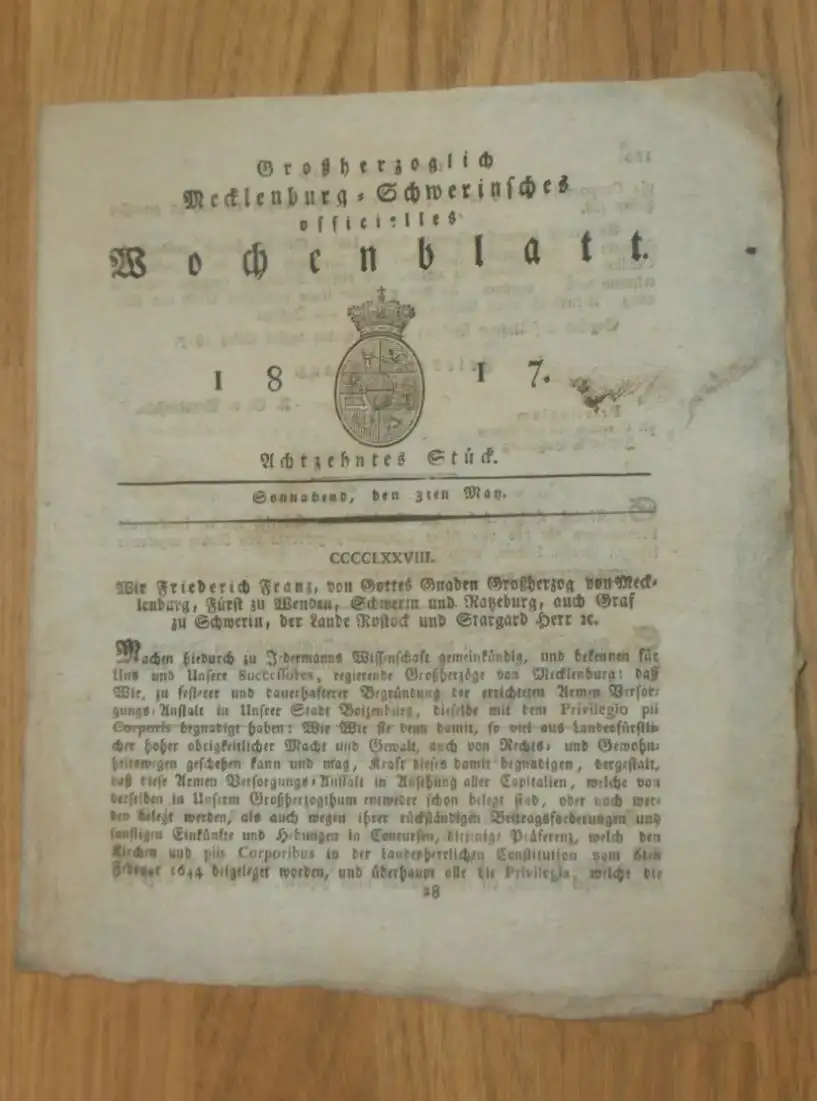 Großherzoglich
Mecklenburg-Schwerinsches
officielles
Wochenblatt.
1817.
Achtzehntes Stück.
Sonnabend, den 3ten May.
CCCCLXXVIII.
Wir Friederich Franz, von Gottes Gnaden Großherzog von Meck-
lenburg, Fürst zu Wenden, Schwerin und Ratzeburg, auch Graf
zu Schwerin, der Lande Rostock und Stargard Herr ꝛc.
Machen hiedurch zu Jedermanns Wissenschaft gemeinkündig, und bekennen für
Uns und Unsere Successores, regierende Großherzöge von Mecklenburg: daß
Wir, zu festerer und dauerhafterer Begründung der errichteten Armen Versor-
gungs-Anstalt in Unsrer Stadt Boizenburg, dieselbe mit dem Privilegio pii
Corporis begnadigt haben: Wie Wir sie denn damit, so viel aus Landesfürstli-
cher hoher obrigkeitlicher Macht und Gewalt, auch von Rechts- und Gewohn-
heitswegen geschehen kann und mag, Kraft dieses damit begnadigen, dergestalt,
daß diese Armen Versorgungs-Anstalt in Ansehung aller Capitalien, welche von
derselben in Unserm Großherzogthum entweder schon belegt sind, oder noch wer-
den belegt werden, als auch wegen ihrer rückständigen Beitragsforderungen und
sonstigen Einkünfte und Hebungen in Concursen, diejenige Präferenz, welch den
Kirchen und piis Corporibus in der landesherrlichen Constitution vom 6ten
Februar 1644 beigeleget worden, und überhaupt alle die Privilegia, welche die
28